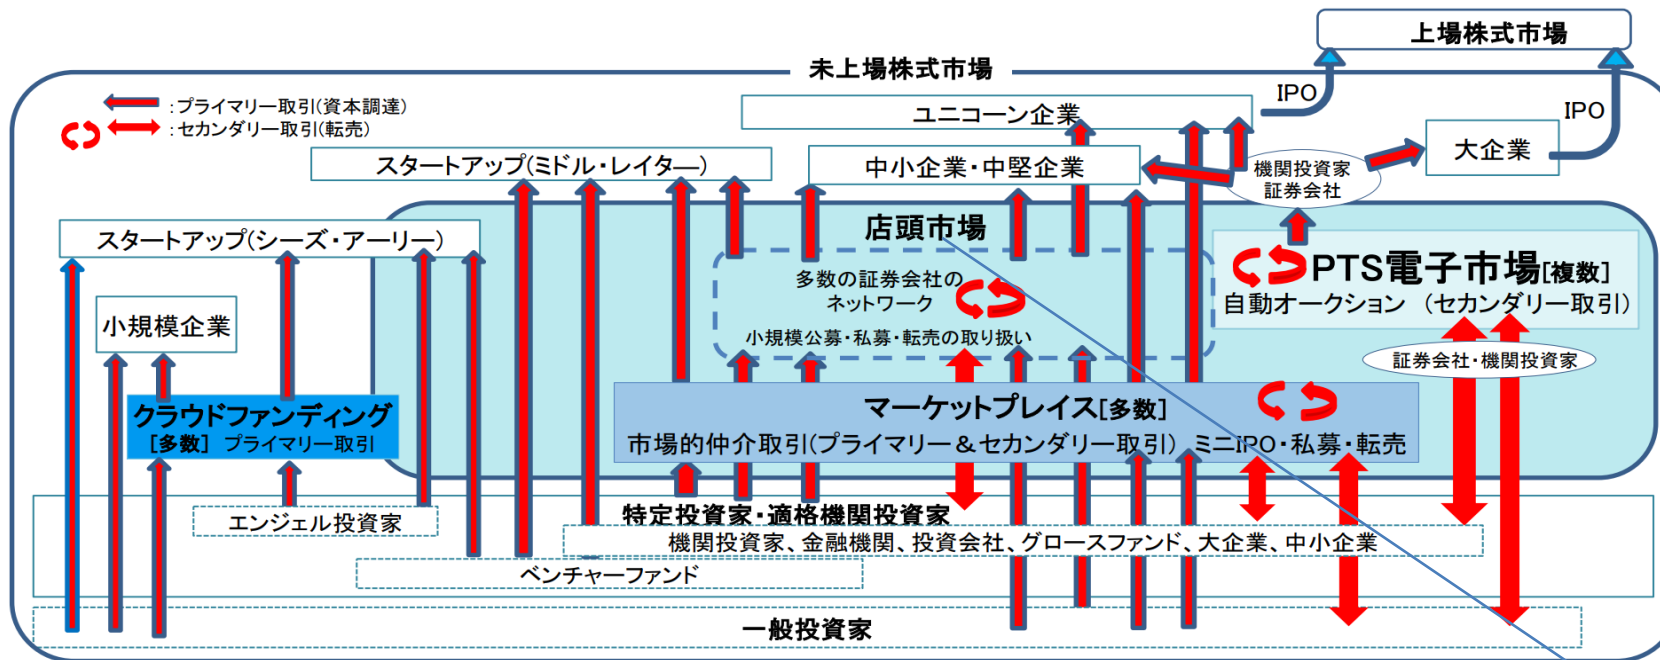 上場株式市場
未上場株式市場
IPO
IPO
：プライマリー取引(資本調達)
：セカンダリー取引(転売)
ユニコーン企業
スタートアップ(ミドル・レイター)
中小企業・中堅企業
機関投資家
証券会社
大企業
スタートアップ(シーズ・アーリー)
店頭市場
多数の証券会社の
ネットワーク
小規模公募・私募・転売の取り扱い
PTS電子市場[複数]
自動オークション （セカンダリー取引）
小規模企業
証券会社・機関投資家
クラウドファンディング
[多数] プライマリー取引
マーケットプレイス[多数]
市場的仲介取引(プライマリー＆セカンダリー取引) ミニIPO・私募・転売
エンジェル投資家
特定投資家・適格機関投資家
機関投資家、金融機関、投資会社、グロースファンド、大企業、中小企業
ベンチャーファンド
一般投資家